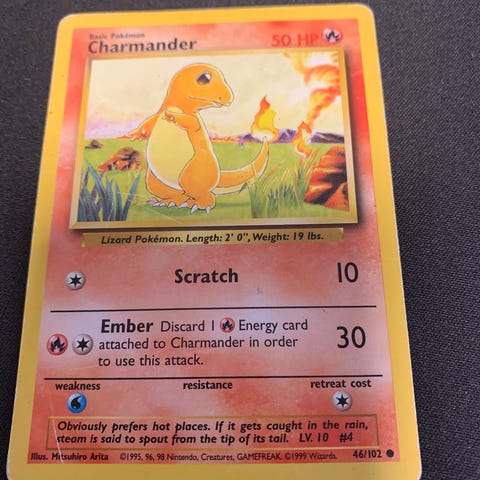 Basic Pokémon
Charmander 50 HP
Lizard Pokémon. Length: 2' 0", Weight: 19 lbs.
Scratch 10
Ember Discard 1 Energy card
attached to Charmander in order
to use this attack.
30
weakness resistance retreat cost
Obviously prefers hot places. If it gets caught in the rain,
steam is said to spout from the tip of its tail. LV. 10 #4
Illus. Mitsuhiro Arita ©1995, 96, 98 Nintendo, Creatures, GAMEFREAK. ©1999 Wizards. 46/102